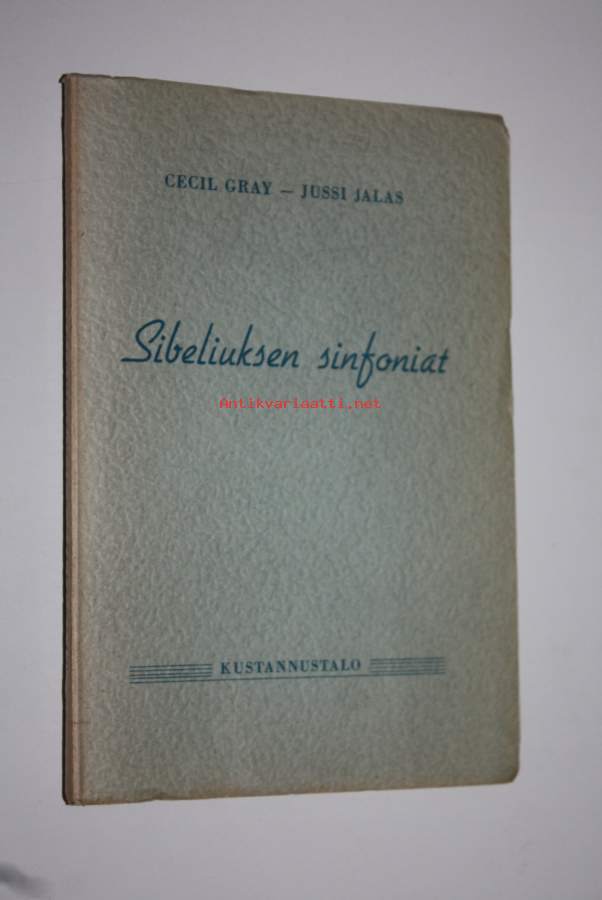 CECIL GRAY — JUSSI JALAS
Sibeliuksen sinfoniat
Antikvariaatti.net
KUSTANNUSTALO